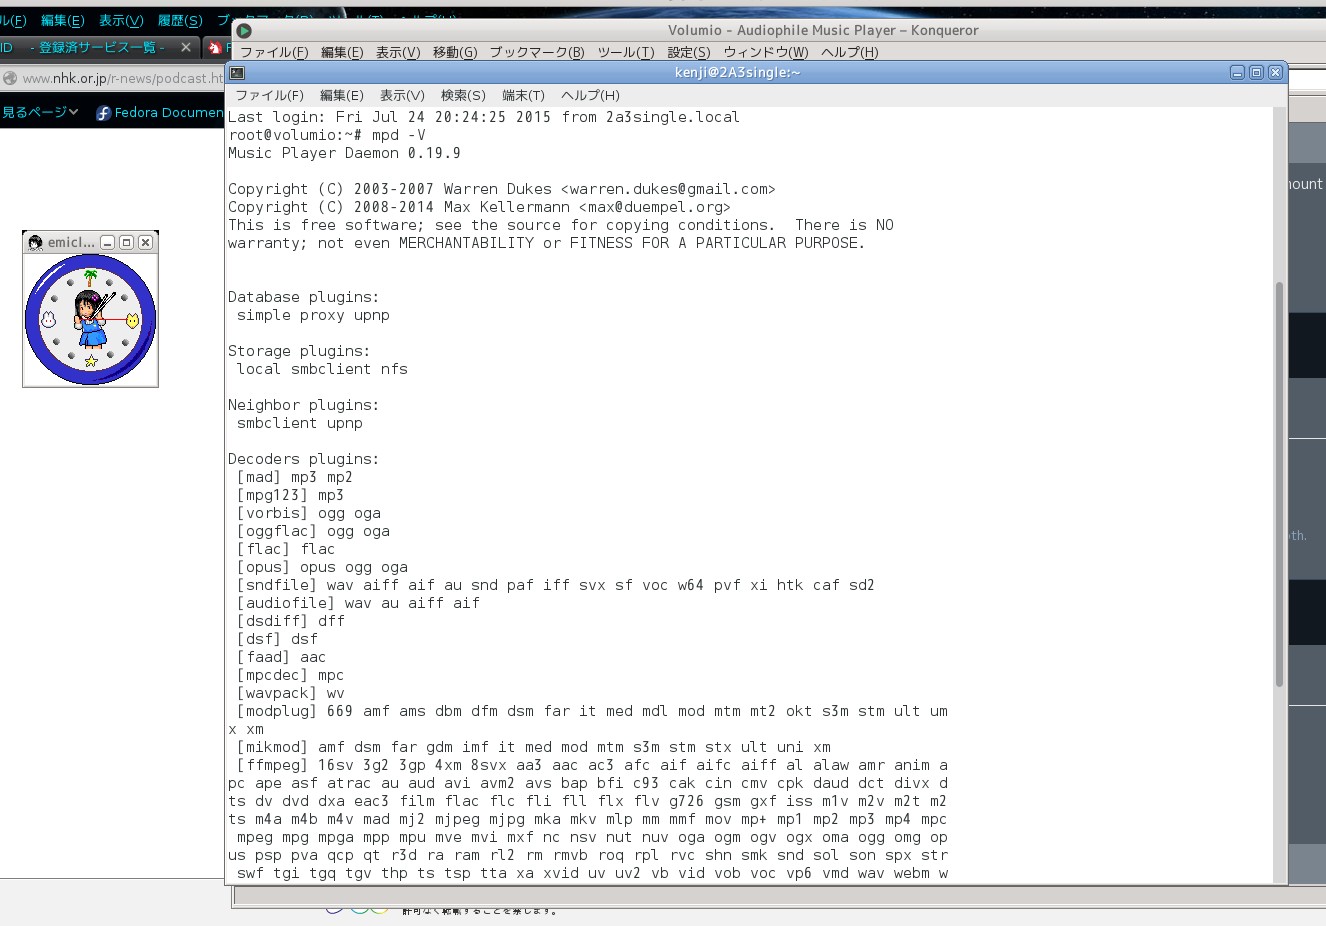 編集(E) 表示(V) 履歴(S)
Volumio - Audiophile Music Player – Konqueror
ID - 登録済サービス一覧 -
ファイル(F) 編集(E) 表示(V) 移動(G) ブックマーク(B) ツール(T) 設定(S) ウィンドウ(W) ヘルプ(H)
www.nhk.or.jp/r-news/podcast.ht
kenji@2A3single:~
ファイル(F) 編集(E) 表示(V) 検索(S) 端末(T) ヘルプ(H)
見るページ Fedora Documen
Last login: Fri Jul 24 20:24:25 2015 from 2a3single.local
root@volumio:~# mpd -V
Music Player Daemon 0.19.9
Copyright (C) 2003-2007 Warren Dukes <warren.dukes@gmail.com>
Copyright (C) 2008-2014 Max Kellermann <max@duempel.org>
This is free software; see the source for copying conditions.  There is NO
warranty; not even MERCHANTABILITY or FITNESS FOR A PARTICULAR PURPOSE.
emicl...
Database plugins:
 simple proxy upnp
Storage plugins:
 local smbclient nfs
Neighbor plugins:
 smbclient upnp
Decoders plugins:
 [mad] mp3 mp2
 [mpg123] mp3
 [vorbis] ogg oga
 [oggflac] ogg oga
 [flac] flac
 [opus] opus ogg oga
 [sndfile] wav aiff aif au snd paf iff svx sf voc w64 pvf xi htk caf sd2
 [audiofile] wav au aiff aif
 [dsdiff] dff
 [dsf] dsf
 [faad] aac
 [mpcdec] mpc
 [wavpack] wv
 [modplug] 669 amf ams dbm dfm dsm far it med mdl mod mtm mt2 okt s3m stm ult um
x xm
 [mikmod] amf dsm far gdm imf it med mod mtm s3m stm stx ult uni xm
 [ffmpeg] 16sv 3g2 3gp 4xm 8svx aa3 aac ac3 afc aif aifc aiff al alaw amr anim a
pc ape asf atrac au aud avi avm2 avs bap bfi c93 cak cin cmv cpk daud dct divx d
ts dv dvd dxa eac3 film flac flc fli fll flx flv g726 gsm gxf iss m1v m2v m2t m2
ts m4a m4b m4v mad mj2 mjpeg mjpg mka mkv mlp mm mmf mov mp+ mp1 mp2 mp3 mp4 mpc
 mpeg mpg mpga mpp mpu mve mvi mxf nc nsv nut nuv oga ogm ogv ogx oma ogg omg op
us psp pva qcp qt r3d ra ram rl2 rm rmvb roq rpl rvc shn smk snd sol son spx str
 swf tgi tgq tgv thp ts tsp tta xa xvid uv uv2 vb vid vob voc vp6 vmd wav webm w
ount
th.
許可なく転載することを禁じます。